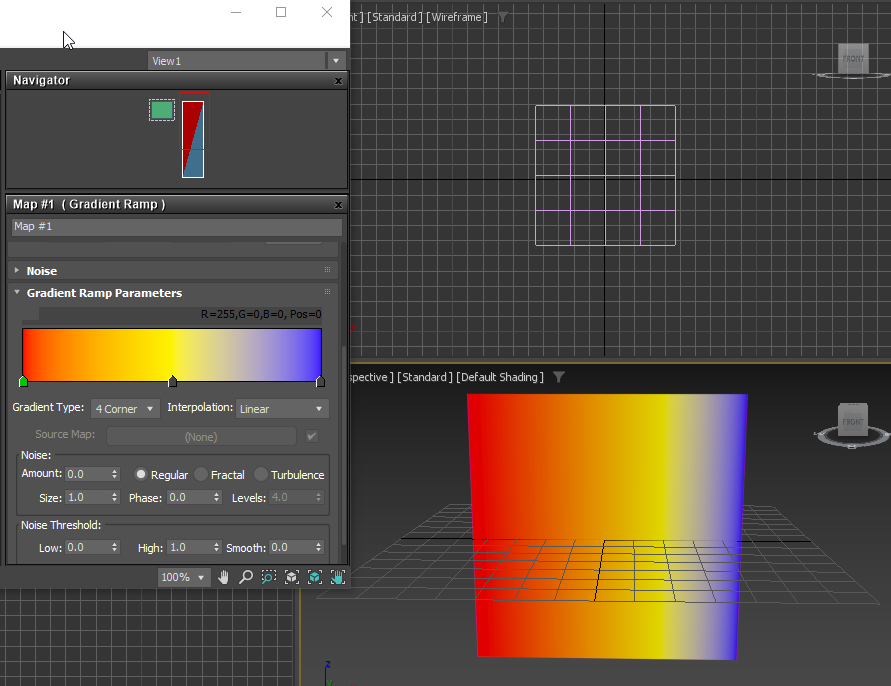 nt ] [Standard ] [Wireframe ]
View1
FRONT
Navigator
x
Map #1 ( Gradient Ramp )
x
Map #1
Noise
Gradient Ramp Parameters
R=255,G=0,B=0, Pos=0
spective ] [Standard ] [Default Shading ]
Gradient Type: 4 Corner Interpolation: Linear
FRONT
Source Map: (None)
Noise:
Amount: 0.0 Regular Fractal Turbulence
Size: 1.0 Phase: 0.0 Levels: 4.0
Noise Threshold:
Low: 0.0 High: 1.0 Smooth: 0.0
100%
z